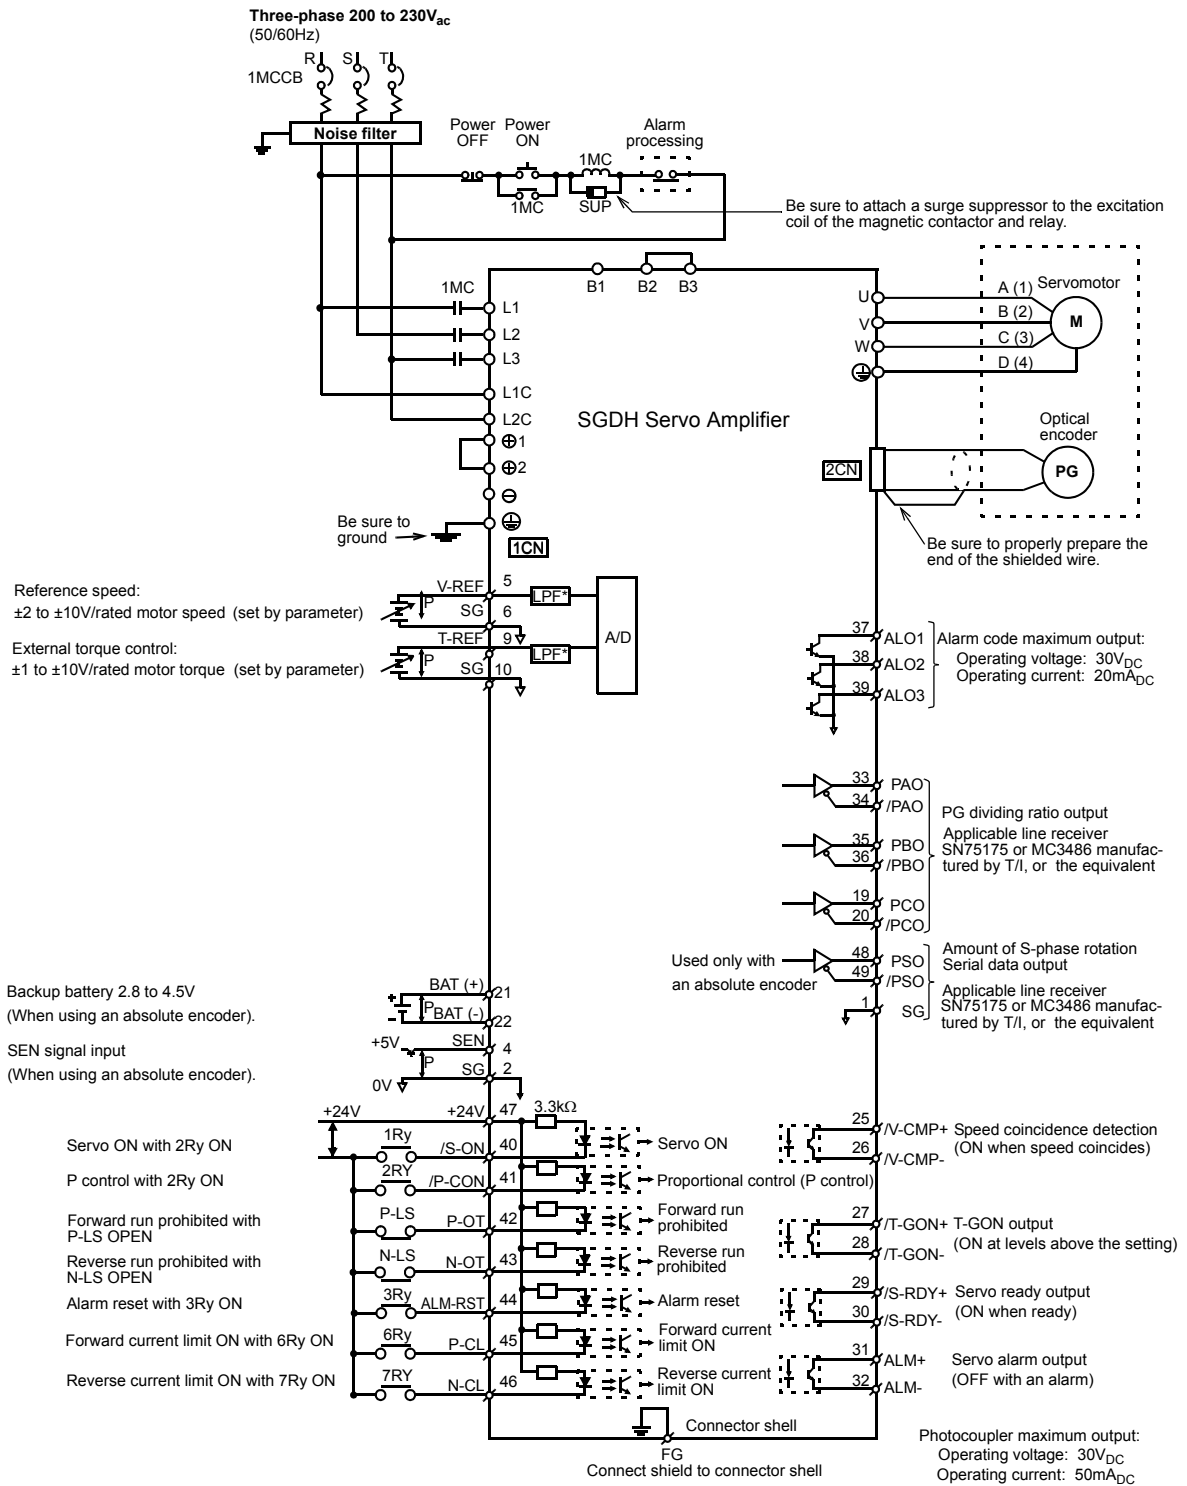 Three-phase 200 to 230Vac
(50/60Hz)
R S T
1MCCB
Noise filter
Power OFF
Power ON
Alarm processing
1MC
1MC
SUP
Be sure to attach a surge suppressor to the excitation
coil of the magnetic contactor and relay.
B1 B2 B3
1MC
L1
L2
L3
L1C
L2C
⊕1
⊕2
⊖
Be sure to
ground
1CN
SGDH Servo Amplifier
U
V
W
A (1)
B (2)
C (3)
D (4)
Servomotor
M
Optical
encoder
PG
2CN
Be sure to properly prepare the
end of the shielded wire.
Reference speed:
±2 to ±10V/rated motor speed (set by parameter)
External torque control:
±1 to ±10V/rated motor torque (set by parameter)
V-REF 5
P
SG 6
T-REF 9
P
SG 10
LPF*
LPF*
A/D
37 ALO1
38 ALO2
39 ALO3
Alarm code maximum output:
Operating voltage: 30VDC
Operating current: 20mADC
33 PAO
34 /PAO
35 PBO
36 /PBO
19 PCO
20 /PCO
PG dividing ratio output
Applicable line receiver
SN75175 or MC3486 manufac-
tured by T/I, or the equivalent
Used only with
an absolute encoder
48 PSO
49 /PSO
1 SG
Amount of S-phase rotation
Serial data output
Applicable line receiver
SN75175 or MC3486 manufac-
tured by T/I, or the equivalent
Backup battery 2.8 to 4.5V
(When using an absolute encoder).
+
-
BAT (+) 21
P
BAT (-) 22
SEN signal input
(When using an absolute encoder).
+5V
SEN 4
P
0V
SG 2
+24V
+24V 47
3.3kΩ
Servo ON with 2Ry ON
1Ry
/S-ON 40
Servo ON
P control with 2Ry ON
2RY
/P-CON 41
Proportional control (P control)
Forward run prohibited with
P-LS OPEN
P-LS
P-OT 42
Forward run
prohibited
Reverse run prohibited with
N-LS OPEN
N-LS
N-OT 43
Reverse run
prohibited
Alarm reset with 3Ry ON
3Ry
ALM-RST 44
Alarm reset
Forward current limit ON with 6Ry ON
6Ry
P-CL 45
Forward current
limit ON
Reverse current limit ON with 7Ry ON
7RY
N-CL 46
Reverse current
limit ON
25 /V-CMP+
26 /V-CMP-
Speed coincidence detection
(ON when speed coincides)
27 /T-GON+
28 /T-GON-
T-GON output
(ON at levels above the setting)
29 /S-RDY+
30 /S-RDY-
Servo ready output
(ON when ready)
31 ALM+
32 ALM-
Servo alarm output
(OFF with an alarm)
Connector shell
FG
Connect shield to connector shell
Photocoupler maximum output:
Operating voltage: 30VDC
Operating current: 50mADC